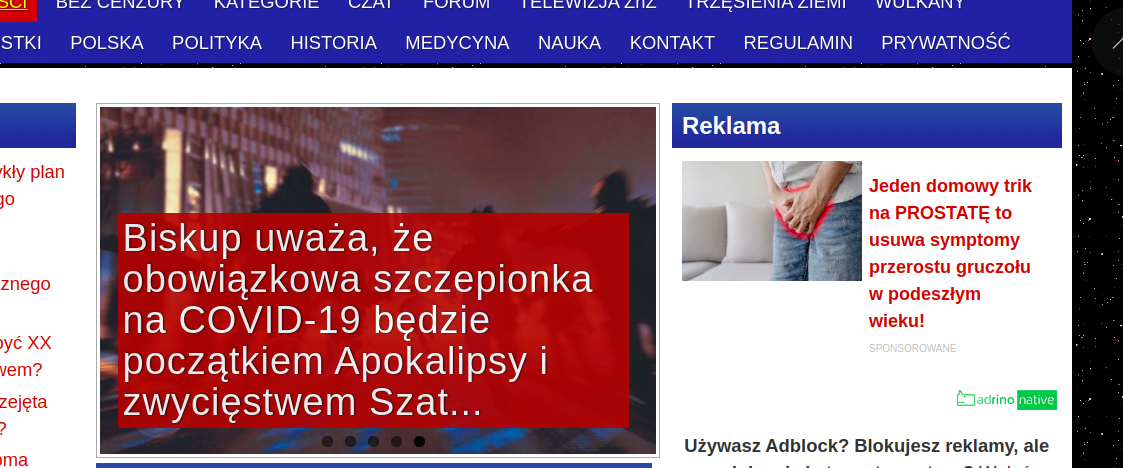 BEZ CENZURY KATEGORIE CZAT FORUM TELEWIZJA ZnZ TRZĘSIENIA ZIEMI WULKANY
STKI POLSKA POLITYKA HISTORIA MEDYCYNA NAUKA KONTAKT REGULAMIN PRYWATNOŚĆ
ykły plan
go
znego
być XX
wem?
zejęta
?
oma
Biskup uważa, że
obowiązkowa szczepionka
na COVID-19 będzie
początkiem Apokalipsy i
zwycięstwem Szat...
Reklama
Jeden domowy trik
na PROSTATĘ to
usuwa symptomy
przerostu gruczołu
w podeszłym
wieku!
SPONSOROWANE
adrino native
Używasz Adblock? Blokujesz reklamy, ale